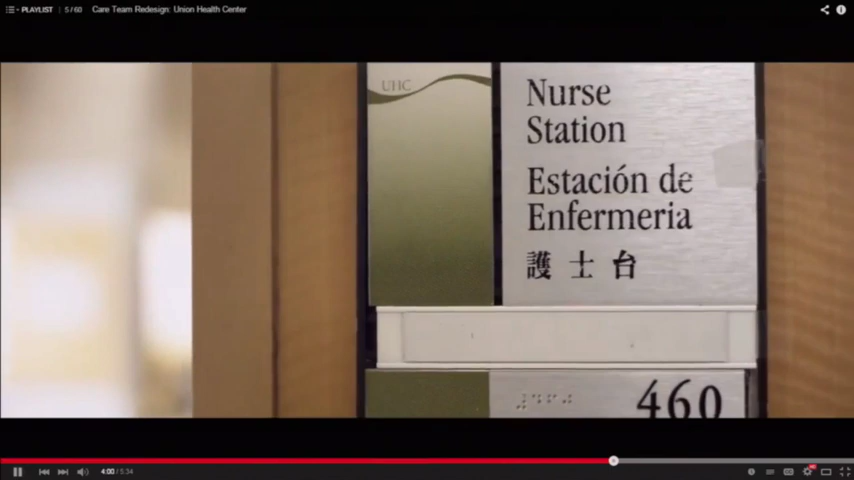 PLAYLIST | 5/60 Care Team Redesign: Union Health Center
UHC
Nurse
Station
Estación de
Enfermeria
護士台
460
4:00 / 5:34